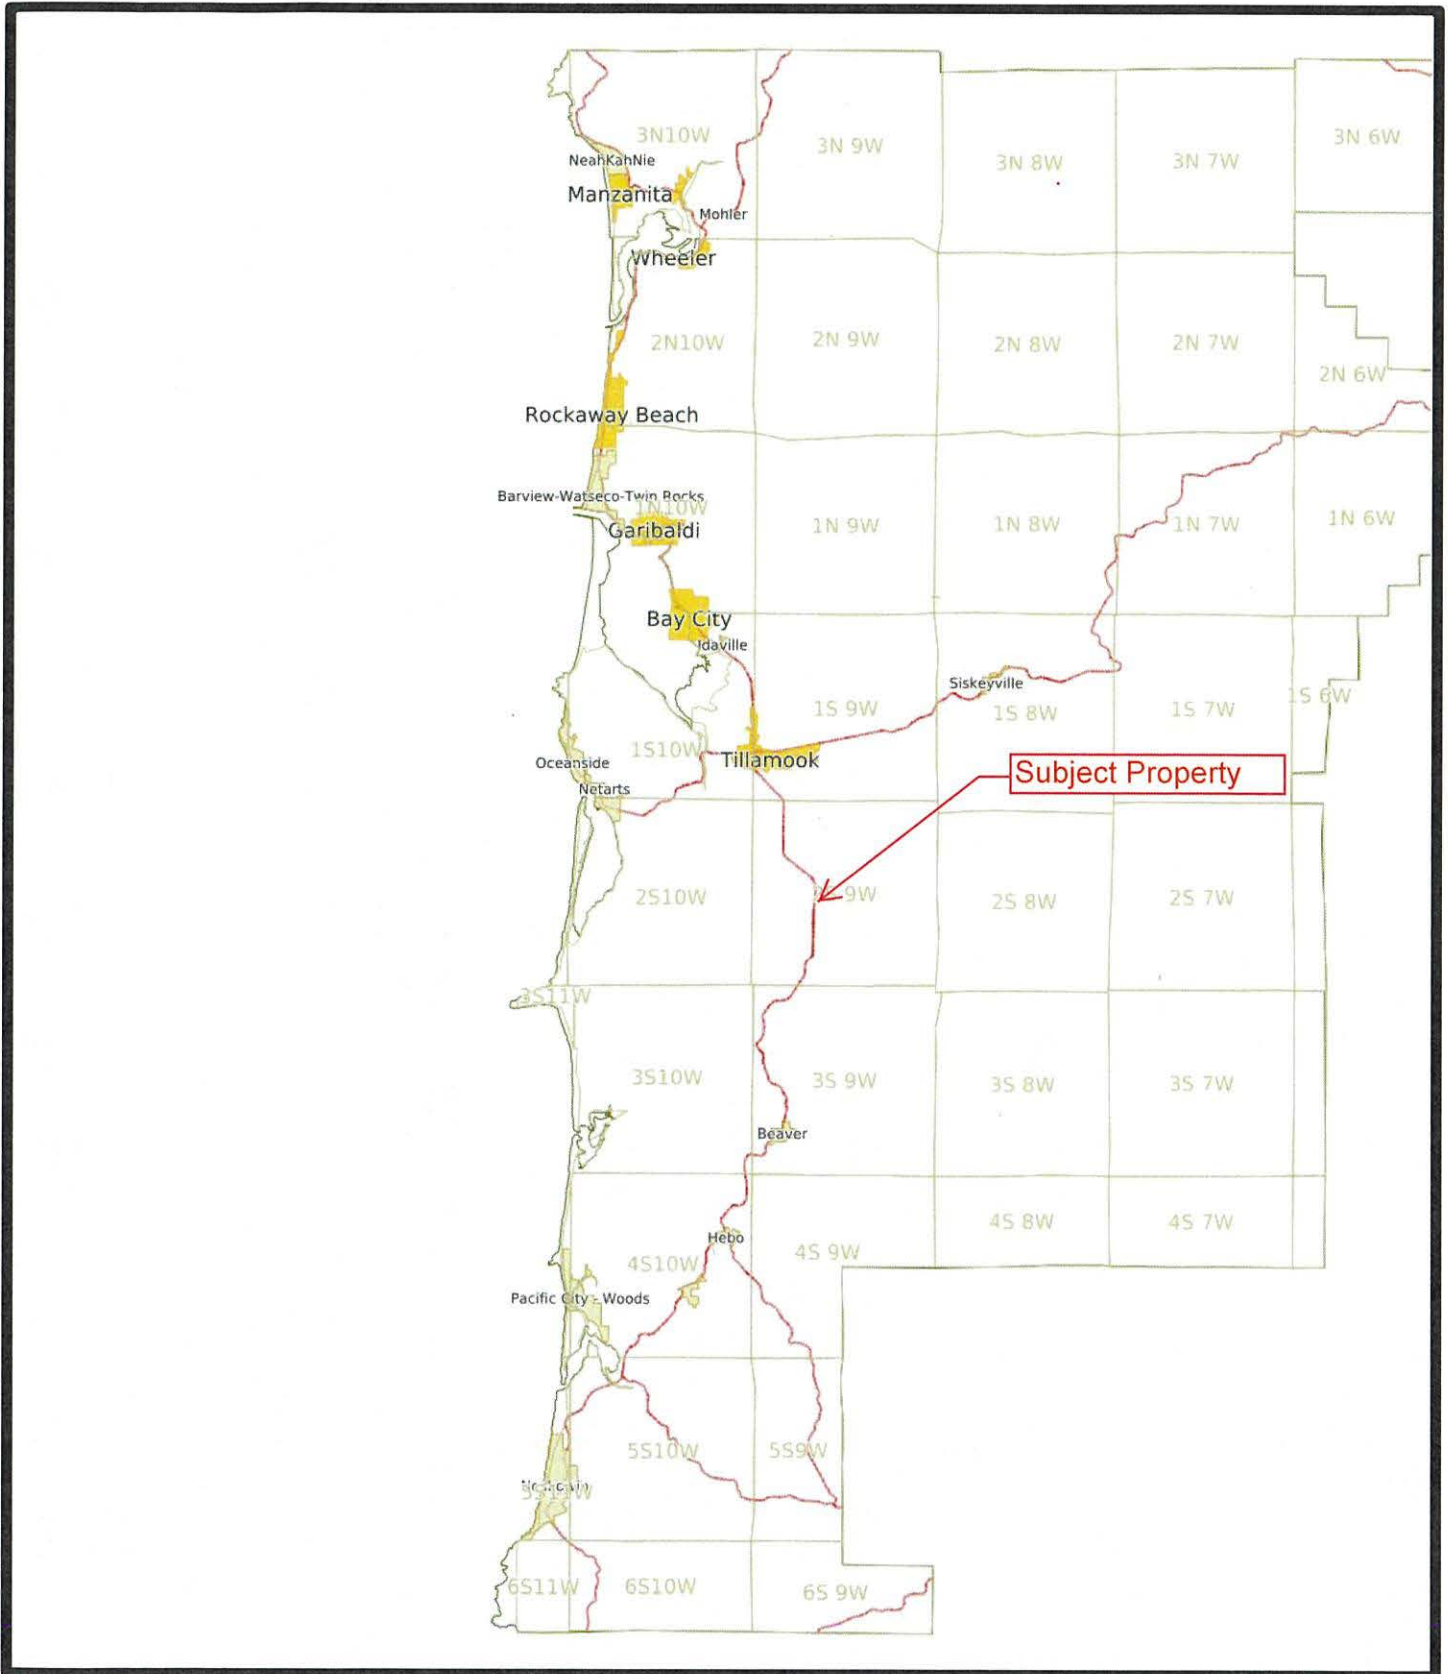 3N10W
3N 9W
3N 8W
3N 7W
3N 6W
NeahKahNie
Manzanita
Mohler
Wheeler
2N10W
2N 9W
2N 8W
2N 7W
2N 6W
Rockaway Beach
Barview-Watseco-Twin Rocks
1N10W
Garibaldi
1N 9W
1N 8W
1N 7W
1N 6W
Bay City
Idaville
Siskeyville
1S 9W
1S 8W
1S 7W
1S 6W
1S10W
Tillamook
Oceanside
Netarts
Subject Property
2S10W
9W
2S 8W
2S 7W
3S11W
3S10W
3S 9W
3S 8W
3S 7W
Beaver
4S 8W
4S 7W
Hebo
4S10W
4S 9W
Pacific City - Woods
5S10W
5S9W
5S11W
6S11W
6S10W
6S 9W